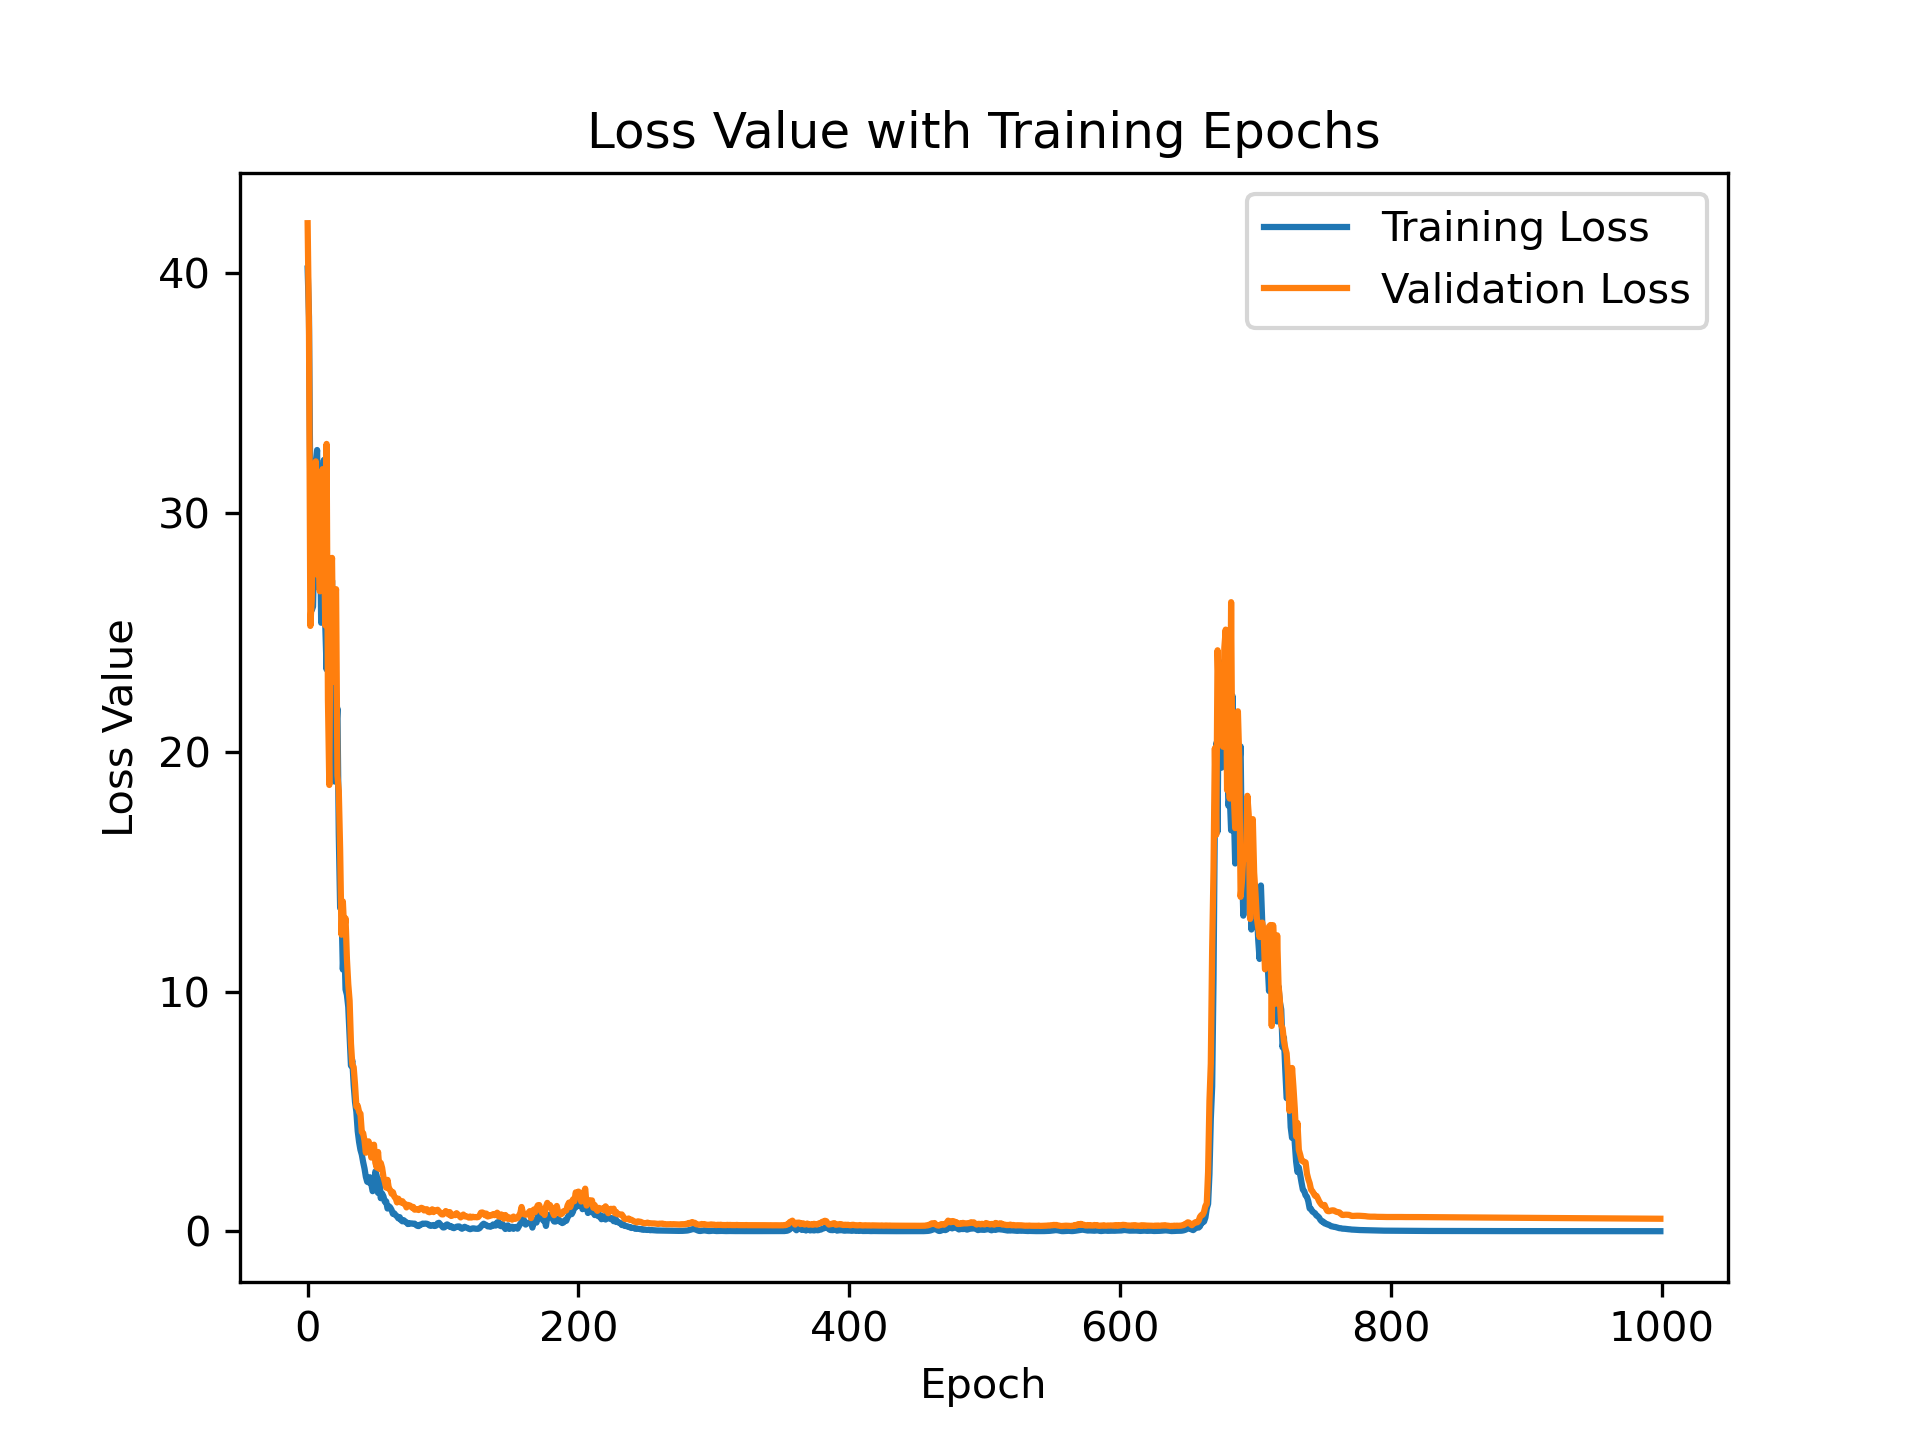 Loss Value with Training Epochs
Training Loss
Validation Loss
Loss Value
40
30
20
10
0
0 200 400 600 800 1000
Epoch